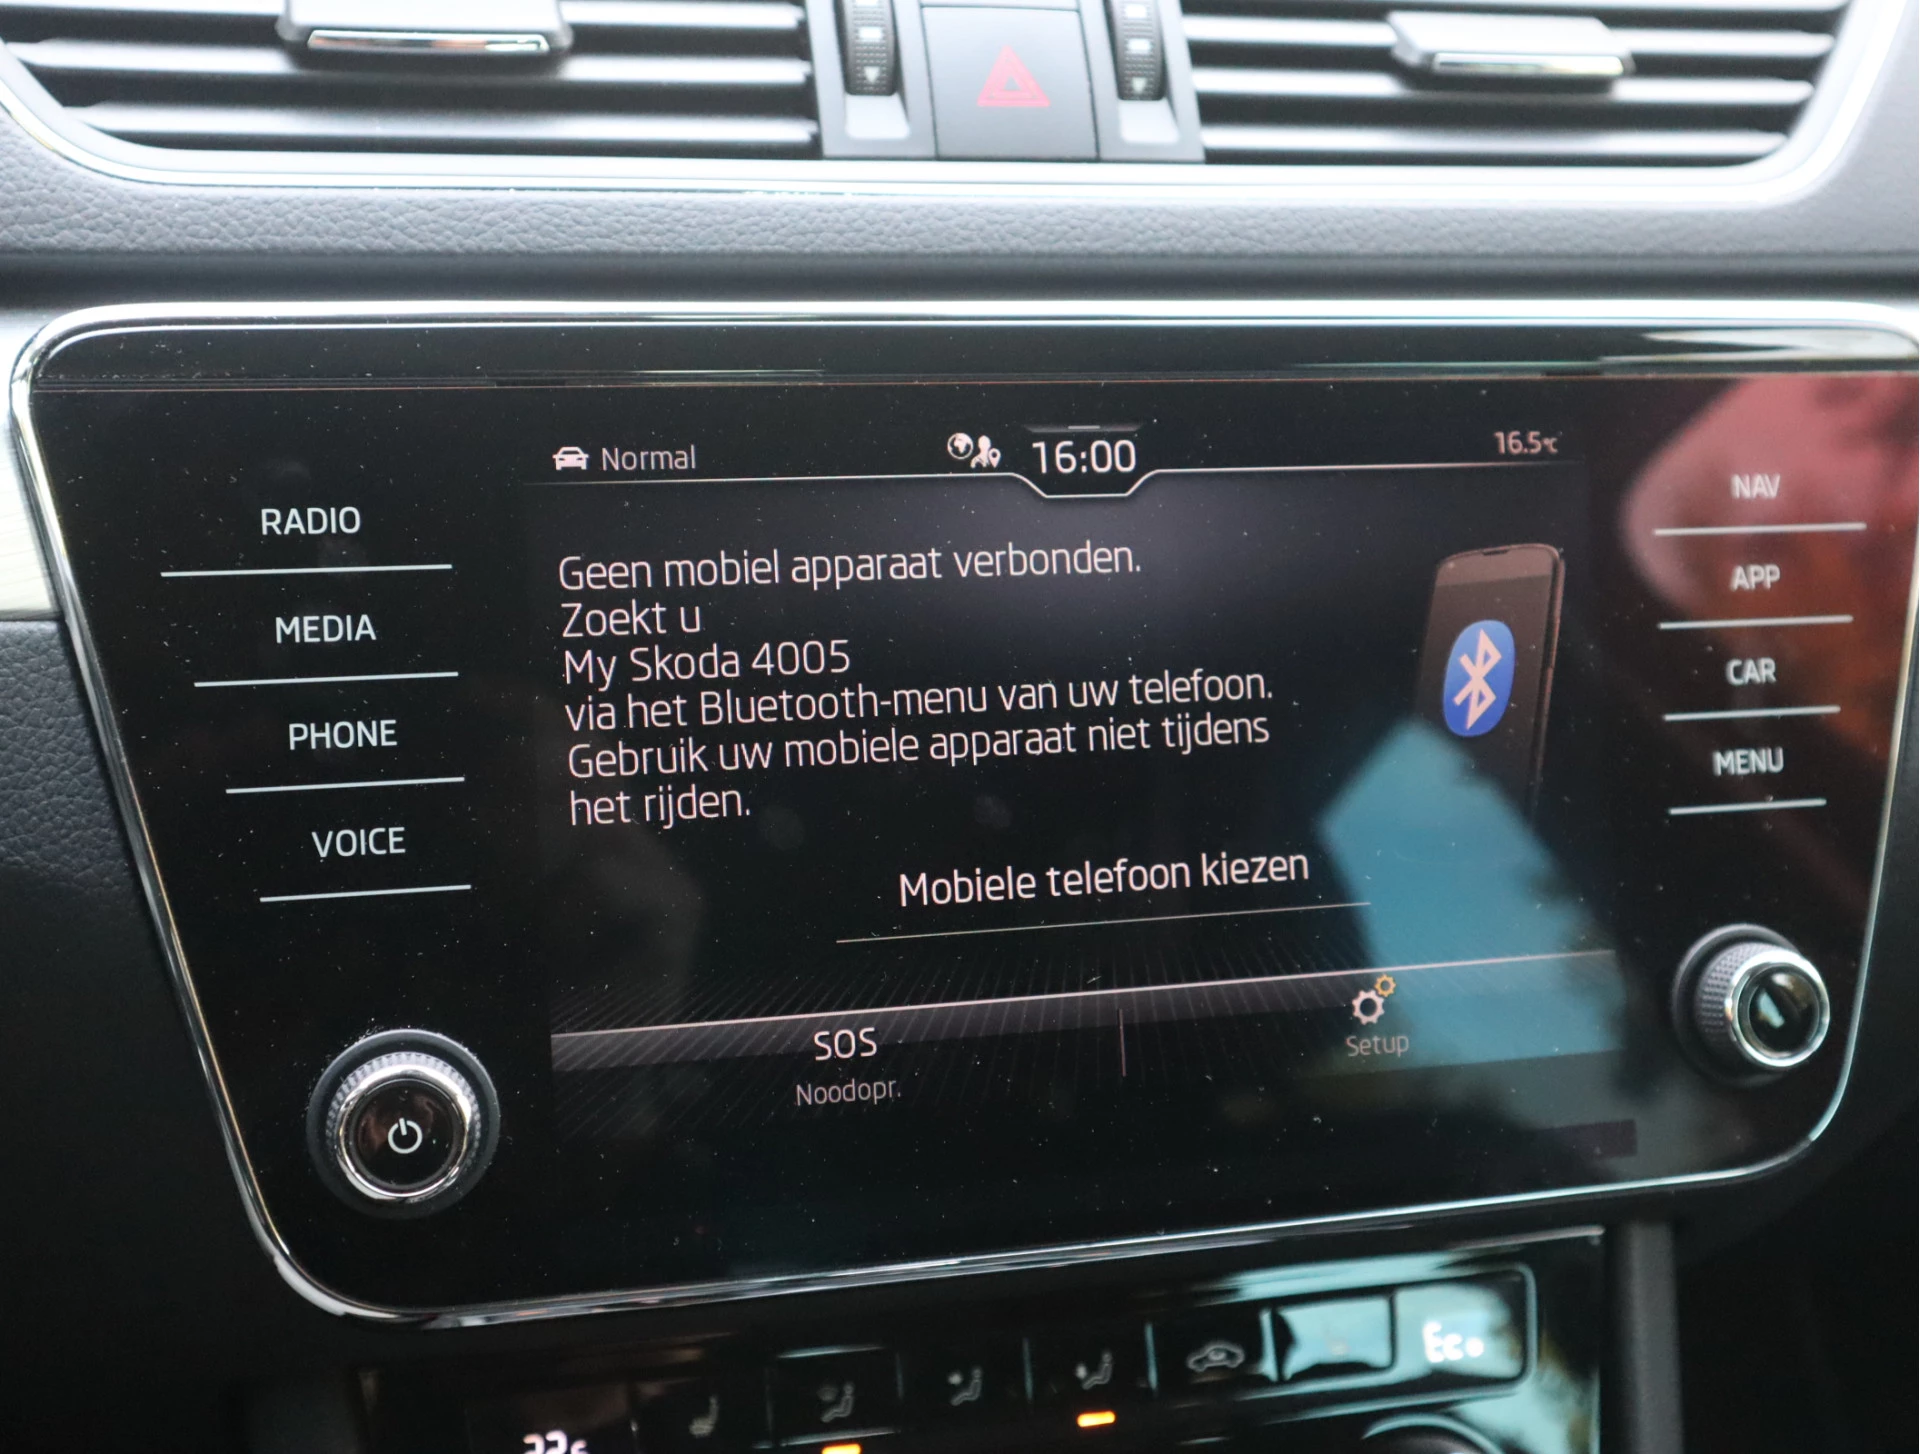 Normal
16:00
16.5°C
RADIO
MEDIA
PHONE
VOICE
Geen mobiel apparaat verbonden.
Zoekt u
My Skoda 4005
via het Bluetooth-menu van uw telefoon.
Gebruik uw mobiele apparaat niet tijdens
het rijden.
Mobiele telefoon kiezen
SOS
Noodopr.
Setup
NAV
APP
CAR
MENU